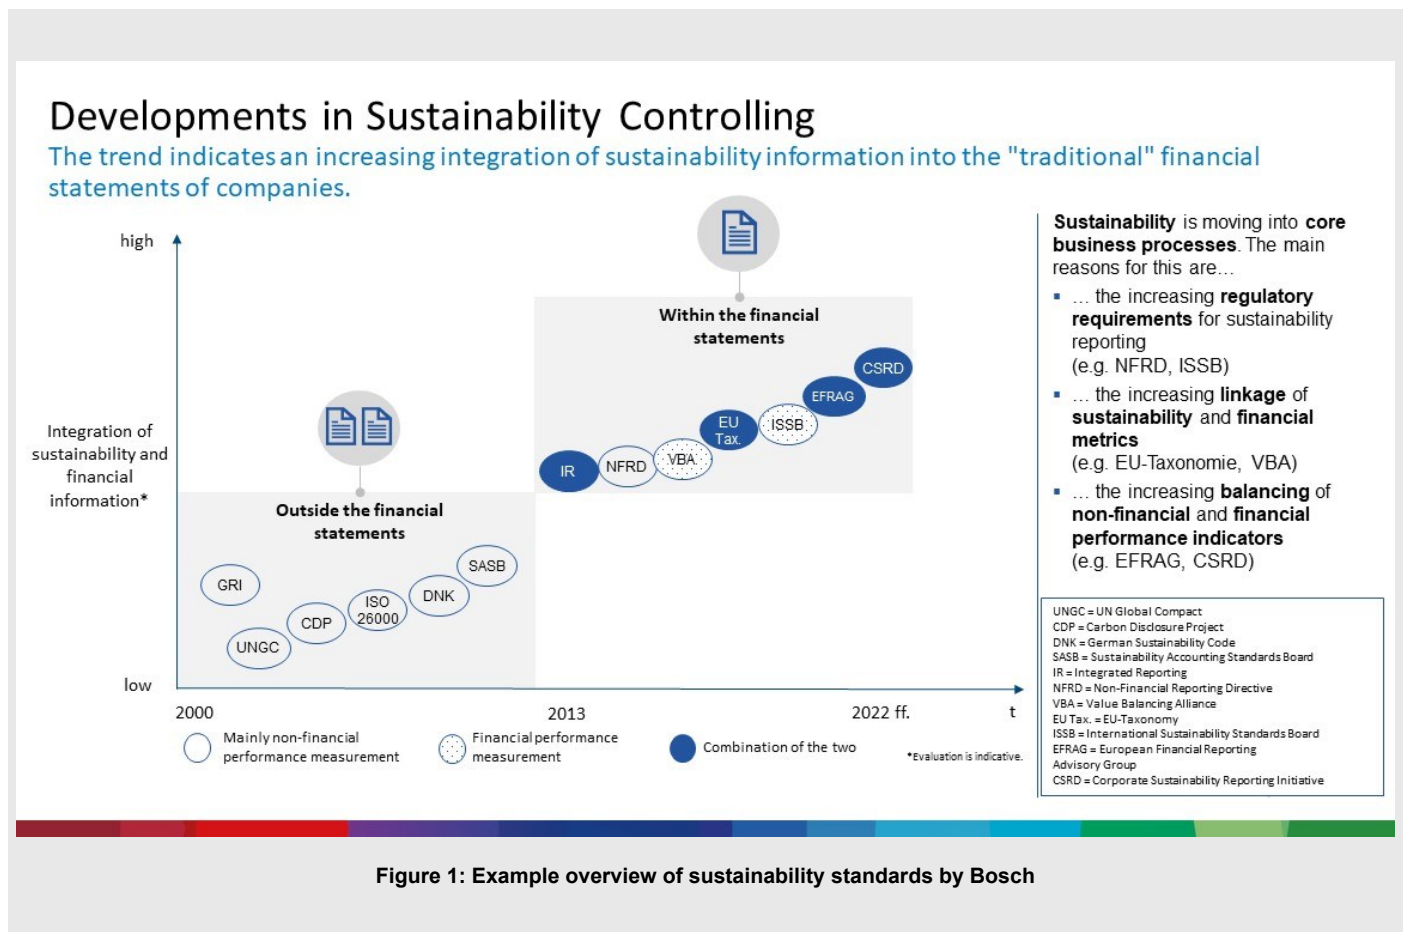 Developments in Sustainability Controlling
The trend indicates an increasing integration of sustainability information into the "traditional" financial
statements of companies.
high
Integration of
sustainability and
financial
information*
low
Outside the financial
statements
GRI
UNGC
CDP
ISO
26000
DNK
SASB
Within the financial
statements
IR
NFRD
VBA
EU
Tax.
ISSB
EFRAG
CSRD
2000
2013
2022 ff.
t
Mainly non-financial
performance measurement
Financial performance
measurement
Combination of the two
*Evaluation is indicative.
Sustainability is moving into core
business processes. The main
reasons for this are…
▪ … the increasing regulatory
requirements for sustainability
reporting
(e.g. NFRD, ISSB)
▪ … the increasing linkage of
sustainability and financial
metrics
(e.g. EU-Taxonomie, VBA)
▪ … the increasing balancing of
non-financial and financial
performance indicators
(e.g. EFRAG, CSRD)
UNGC = UN Global Compact
CDP = Carbon Disclosure Project
DNK = German Sustainability Code
SASB = Sustainability Accounting Standards Board
IR = Integrated Reporting
NFRD = Non-Financial Reporting Directive
VBA = Value Balancing Alliance
EU Tax. = EU-Taxonomy
ISSB = International Sustainability Standards Board
EFRAG = European Financial Reporting
Advisory Group
CSRD = Corporate Sustainability Reporting Initiative
Figure 1: Example overview of sustainability standards by Bosch